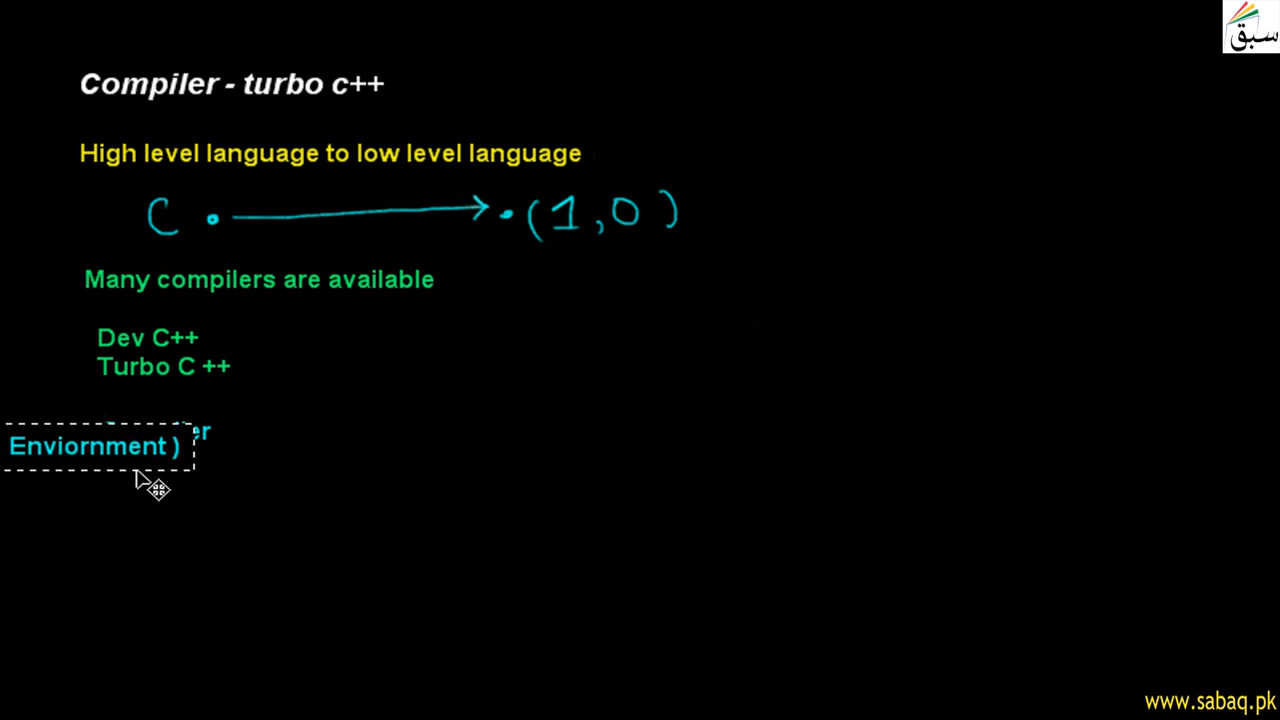 سبق
Compiler - turbo c++
High level language to low level language
C (1,0)
Many compilers are available
Dev C++
Turbo C ++
Enviornment )
www.sabaq.pk